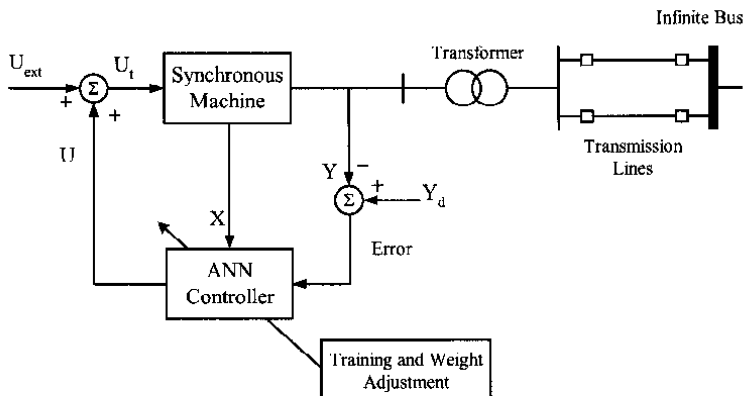 Infinite Bus
Transformer
U_ext
U_t
Synchronous
Machine
+
Σ
+
Transmission
Lines
U
Y
−
+
Σ
Y_d
X
Error
ANN
Controller
Training and Weight
Adjustment